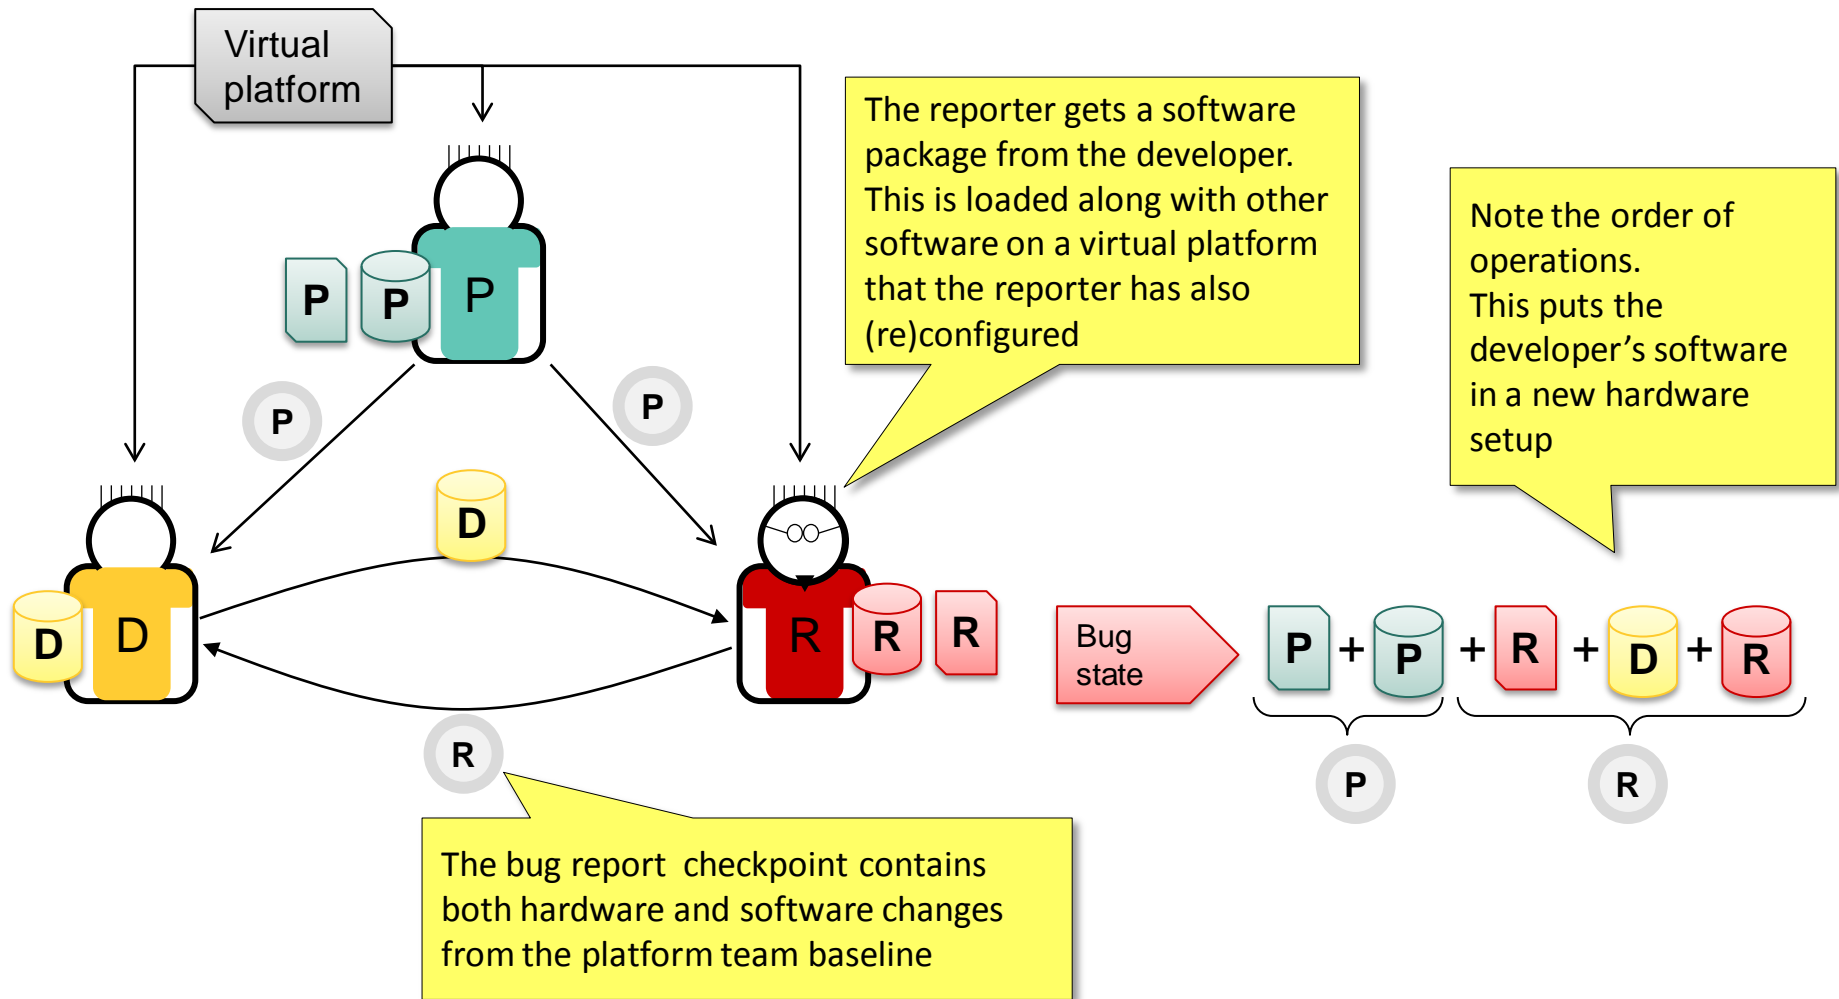 Virtual
platform
The reporter gets a software
package from the developer.
This is loaded along with other
software on a virtual platform
that the reporter has also
(re)configured
Note the order of
operations.
This puts the
developer’s software
in a new hardware
setup
P P P
P P
D
D D
R R R
Bug
state
P + P + R + D + R
P R
R
The bug report  checkpoint contains
both hardware and software changes
from the platform team baseline